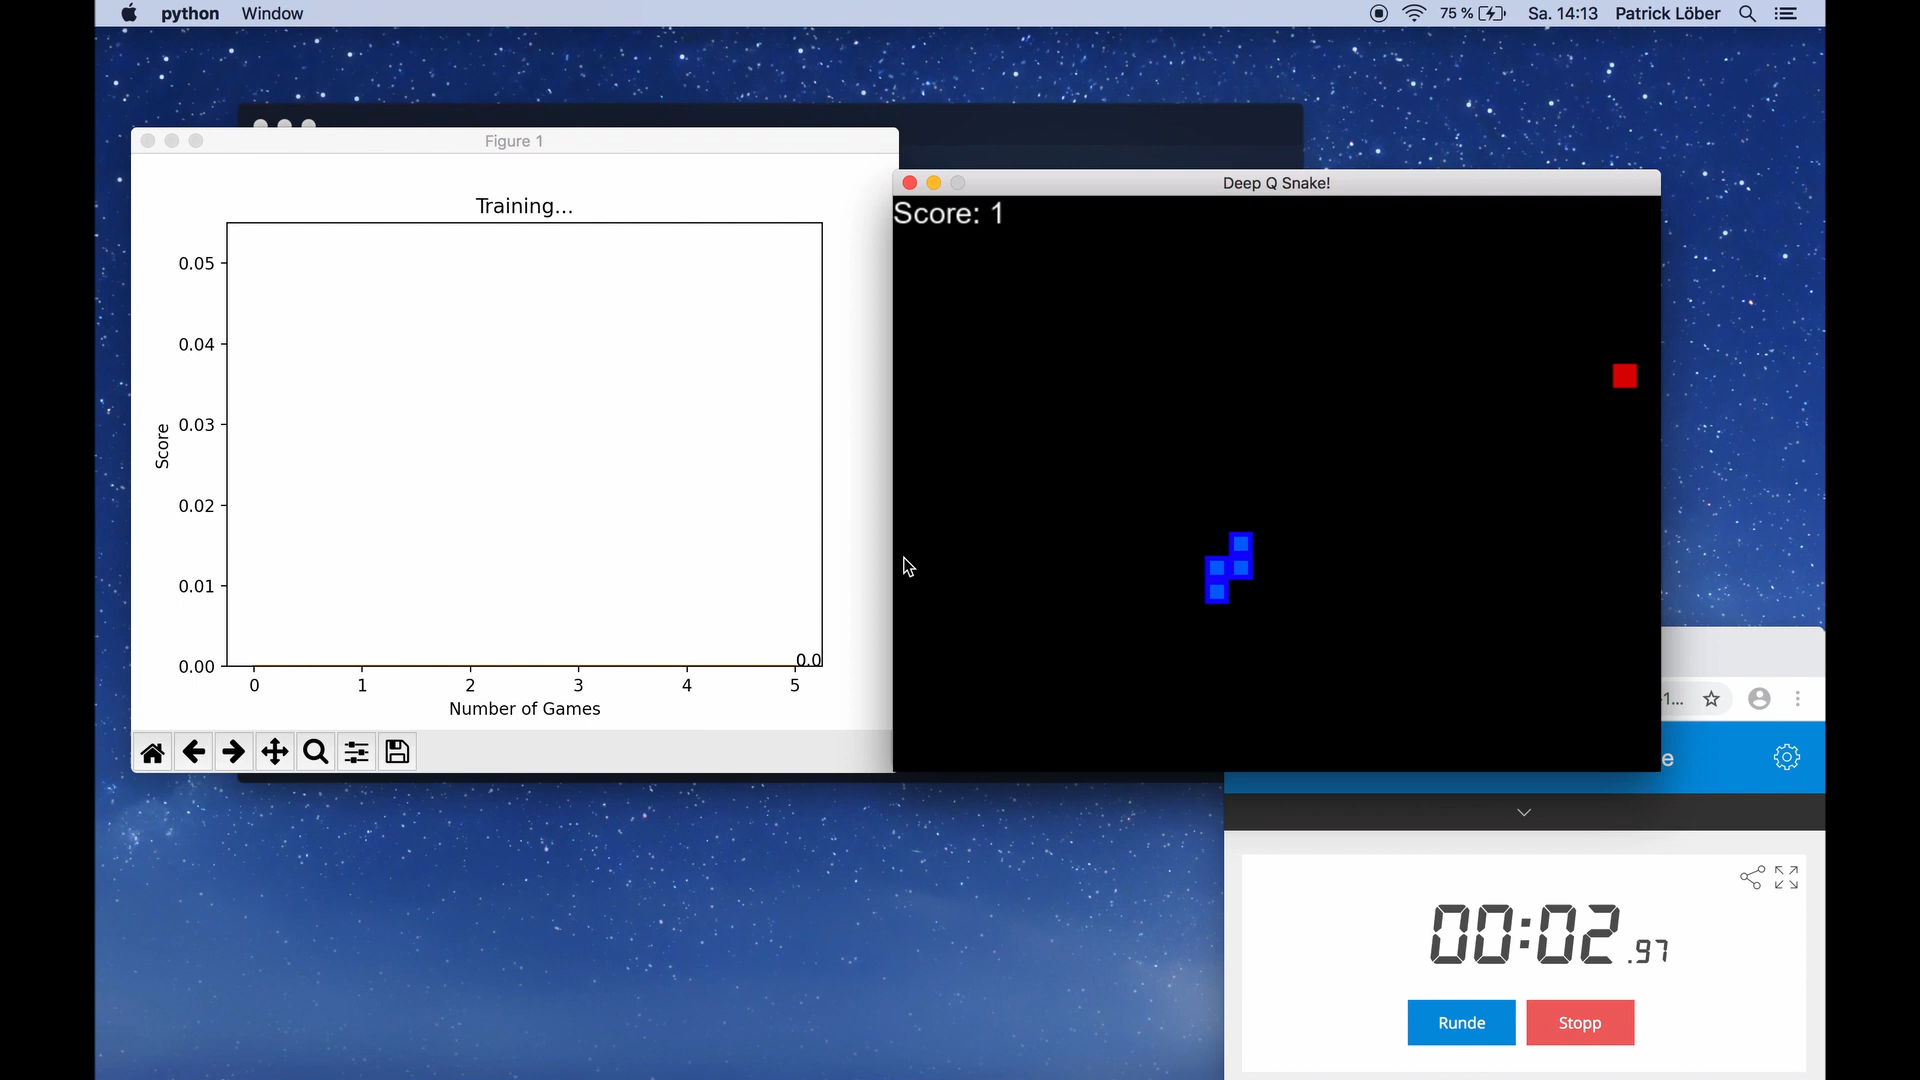 python Window 75 % Sa. 14:13 Patrick Löber
Figure 1
Training...
0.05
0.04
0.03
0.02
0.01
0.00
Score
0 1 2 3 4 5
0.0
Number of Games
Deep Q Snake!
Score: 1
-1...
e
00:02.97
Runde Stopp